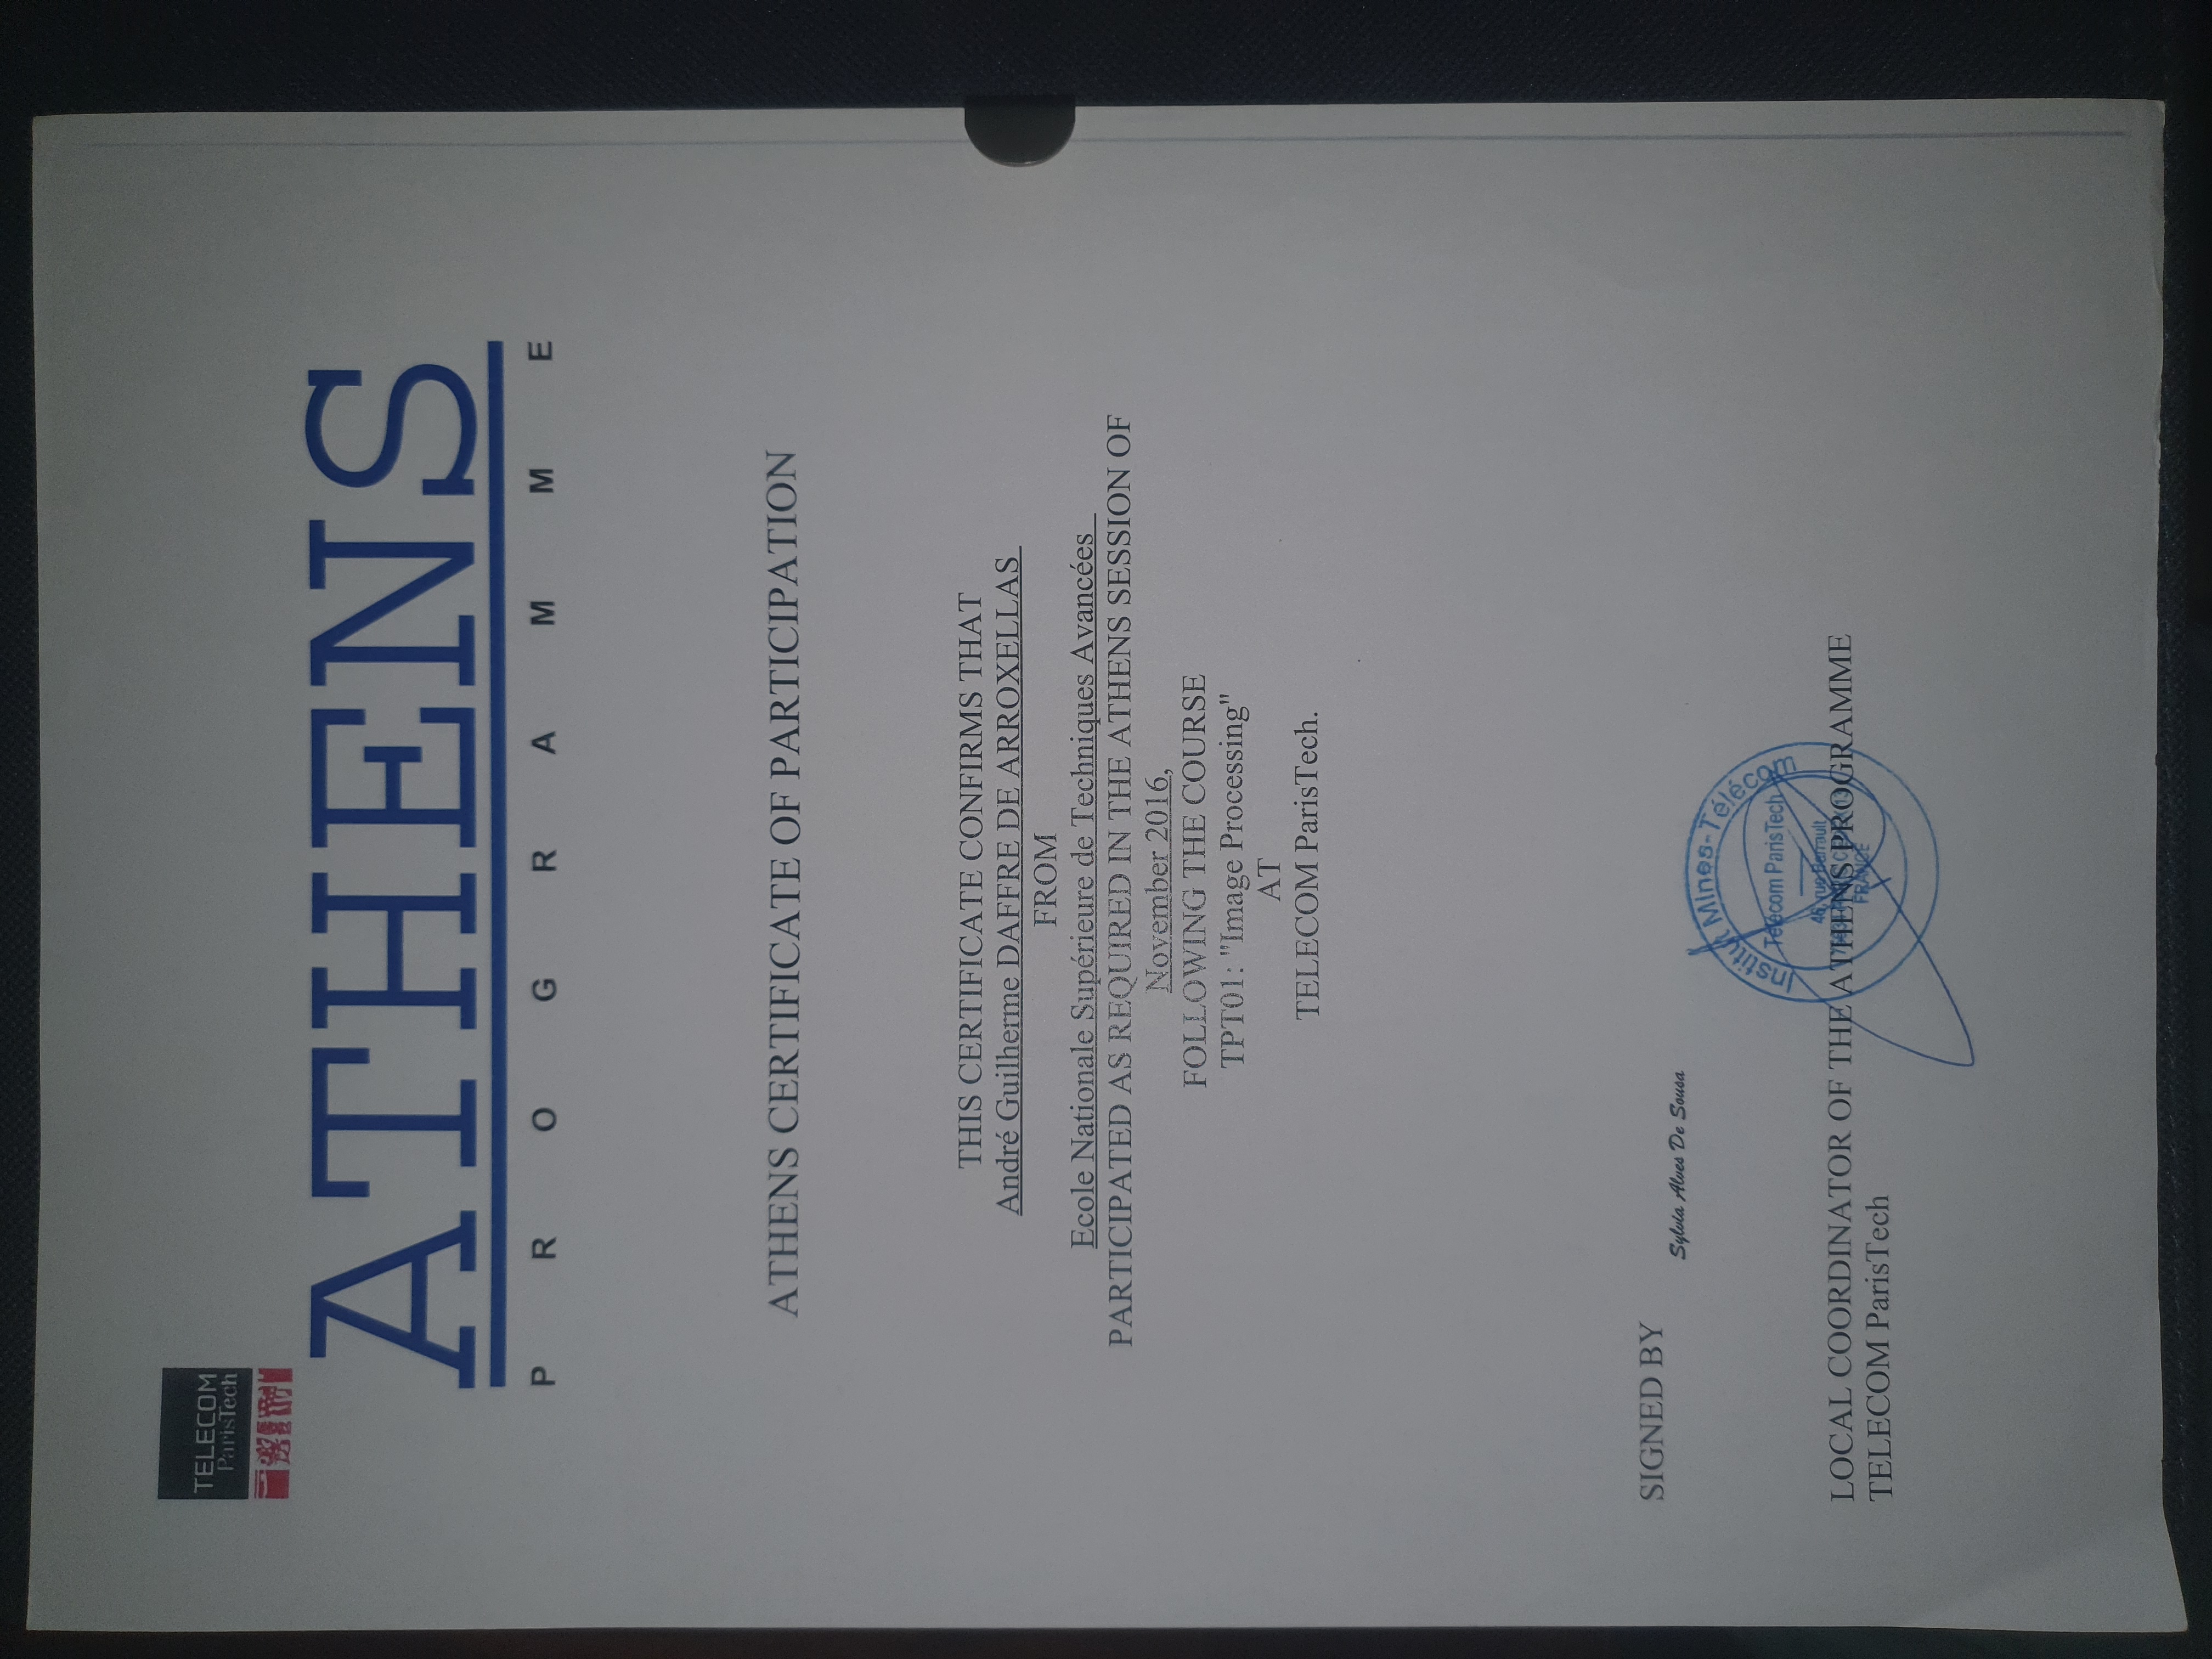 TELECOM
ParisTech
ATHENS
PROGRAMME
ATHENS CERTIFICATE OF PARTICIPATION
THIS CERTIFICATE CONFIRMS THAT
André Guilherme DAFFRE DE ARROXELLAS
FROM
Ecole Nationale Supérieure de Techniques Avancées
PARTICIPATED AS REQUIRED IN THE ATHENS SESSION OF
November 2016,
FOLLOWING THE COURSE
TPT01: "Image Processing"
AT
TELECOM ParisTech.
SIGNED BY
Sylvia Alves De Sousa
Institut Mines-Télécom
Télécom ParisTech
46, rue Barrault
FRANCE
LOCAL COORDINATOR OF THE ATHENS PROGRAMME
TELECOM ParisTech